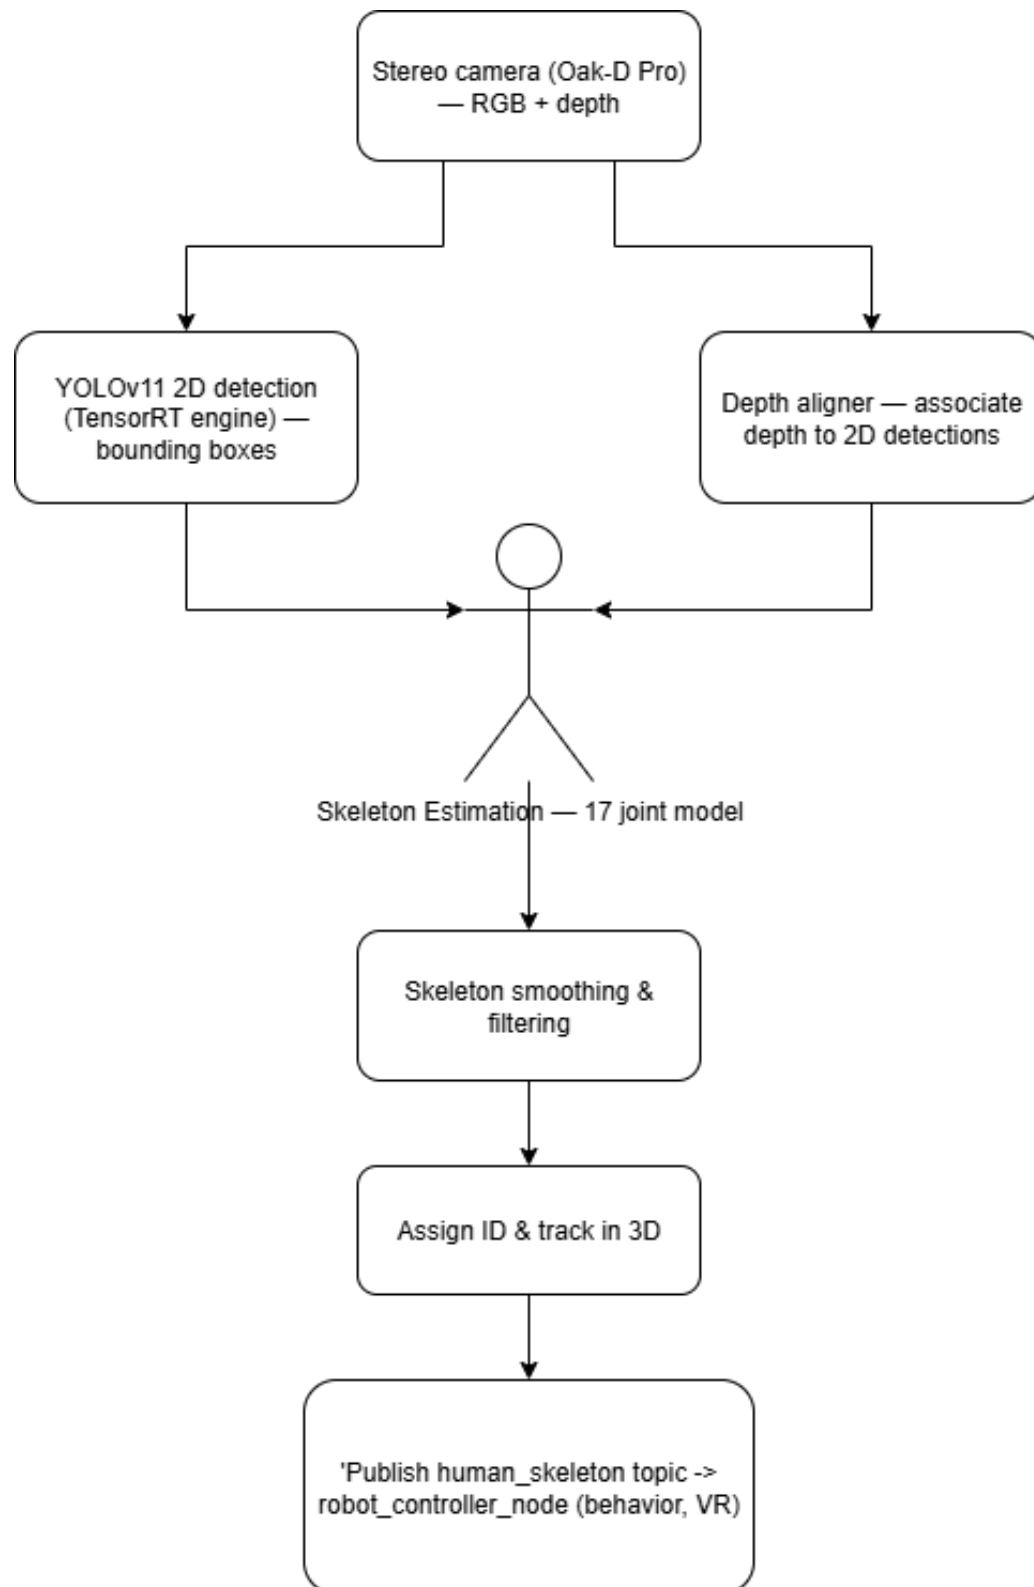 Stereo camera (Oak-D Pro)
— RGB + depth
YOLOv11 2D detection
(TensorRT engine) —
bounding boxes
Depth aligner — associate
depth to 2D detections
Skeleton Estimation — 17 joint model
Skeleton smoothing &
filtering
Assign ID & track in 3D
'Publish human_skeleton topic ->
robot_controller_node (behavior, VR)